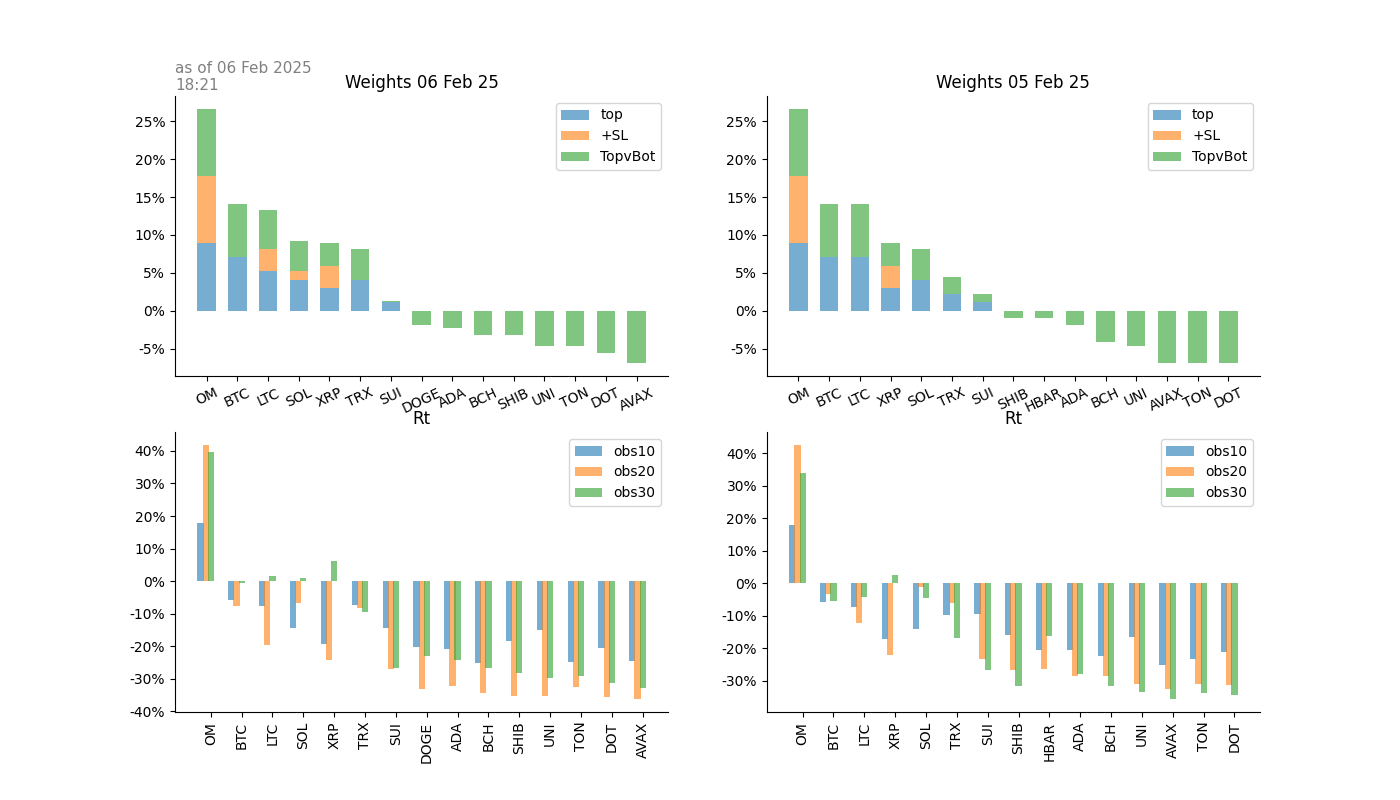 as of 06 Feb 2025
18:21
Weights 06 Feb 25
25%
20%
15%
10%
5%
0%
-5%
top
+SL
TopvBot
OM BTC LTC SOL XRP TRX SUI DOGE ADA BCH SHIB UNI TON DOT AVAX
Weights 05 Feb 25
25%
20%
15%
10%
5%
0%
-5%
top
+SL
TopvBot
OM BTC LTC XRP SOL TRX SUI SHIB HBAR ADA BCH UNI AVAX TON DOT
Rt
40%
30%
20%
10%
0%
-10%
-20%
-30%
-40%
obs10
obs20
obs30
OM BTC LTC SOL XRP TRX SUI DOGE ADA BCH SHIB UNI TON DOT AVAX
Rt
40%
30%
20%
10%
0%
-10%
-20%
-30%
obs10
obs20
obs30
OM BTC LTC XRP SOL TRX SUI SHIB HBAR ADA BCH UNI AVAX TON DOT